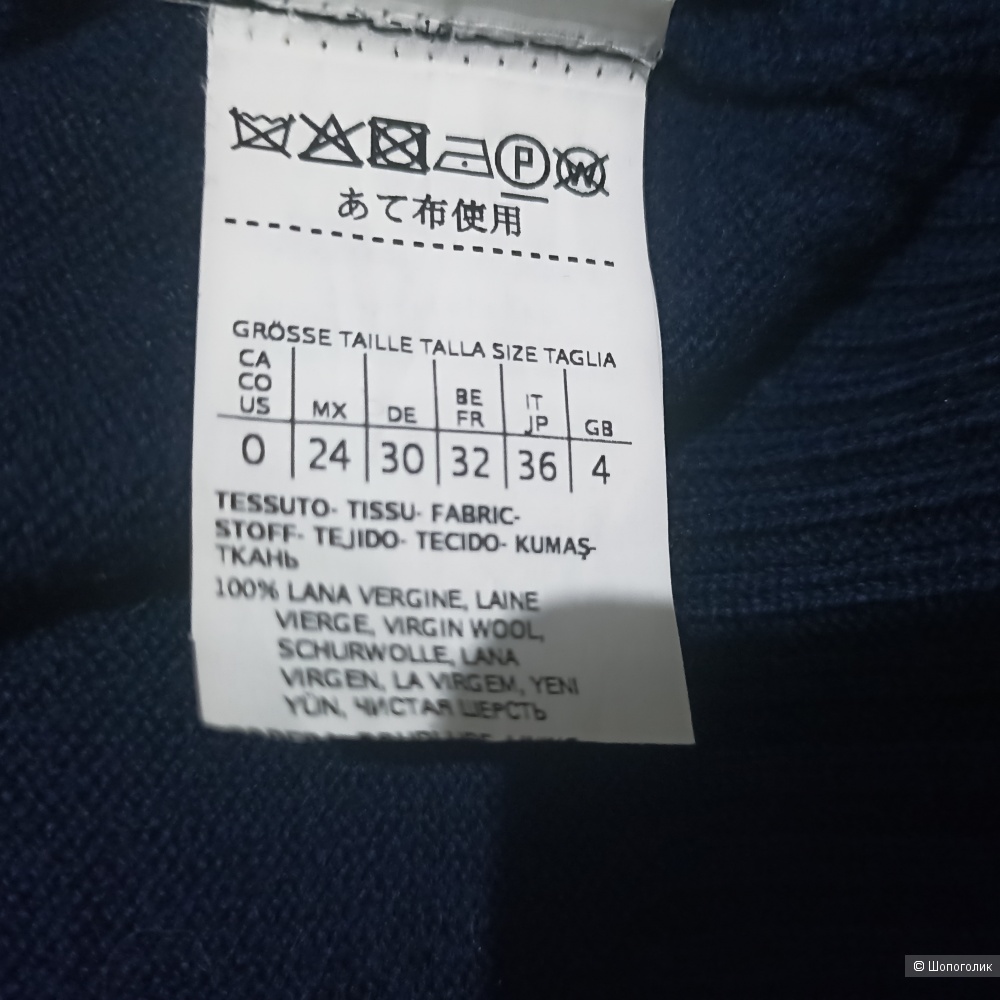 P W
あて布使用
GRÖSSE TAILLE TALLA SIZE TAGLIA
CA CO US MX DE BE FR IT JP GB
0 24 30 32 36 4
TESSUTO- TISSU- FABRIC-
STOFF- TEJIDO- TECIDO- KUMAŞ-
ТКАНЬ
100% LANA VERGINE, LAINE
VIERGE, VIRGIN WOOL,
SCHURWOLLE, LANA
VIRGEN, LA VIRGEM, YENI
YÜN, ЧИСТАЯ ШЕРСТЬ
© Шопоголик